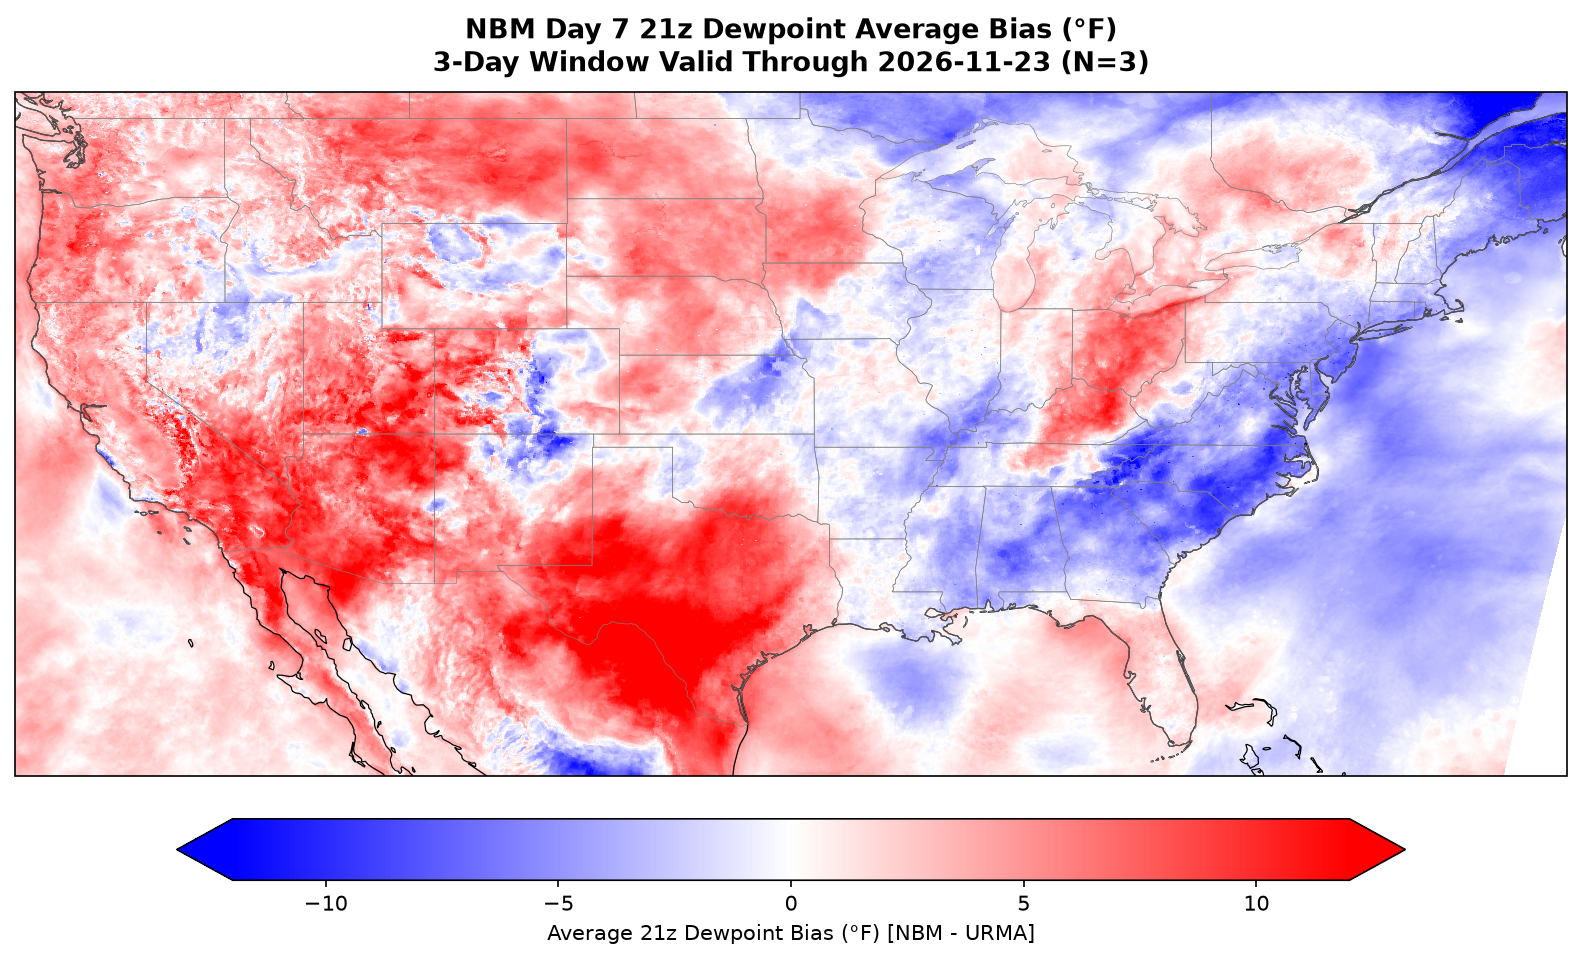 NBM Day 7 21z Dewpoint Average Bias (°F)
3-Day Window Valid Through 2026-11-23 (N=3)
−10 −5 0 5 10
Average 21z Dewpoint Bias (°F) [NBM - URMA]